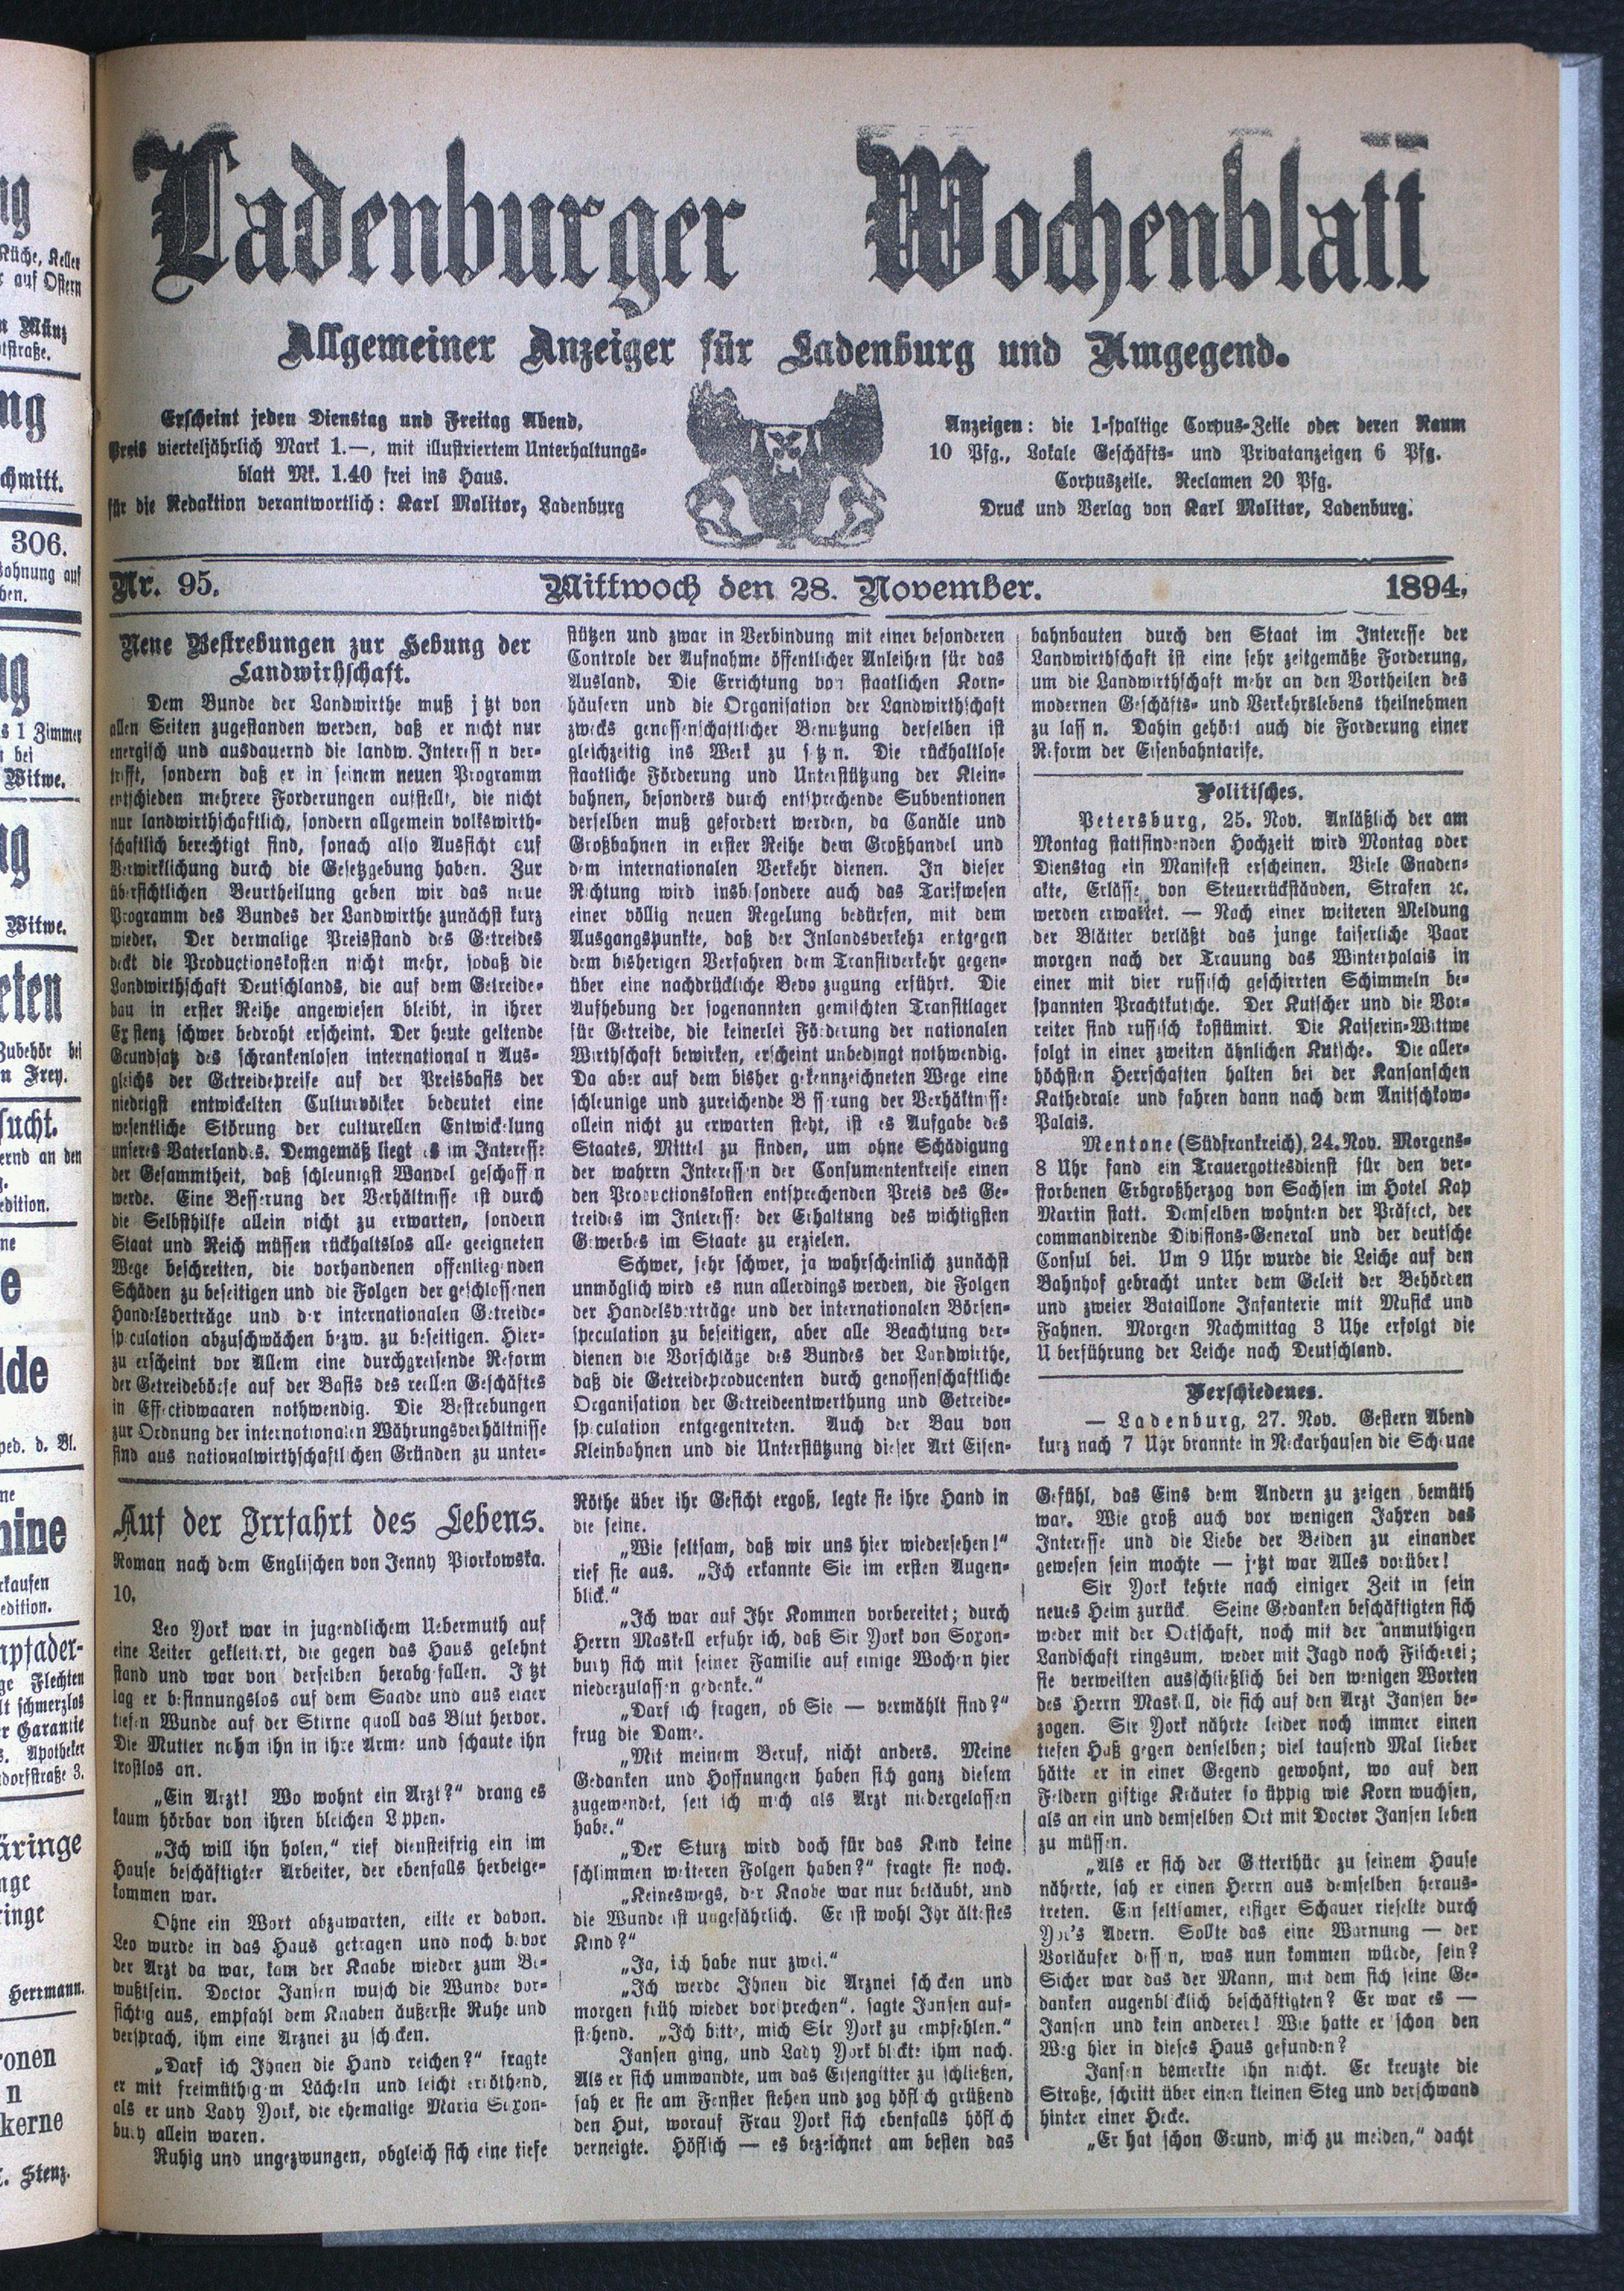 Ladenburger Wochenblatt
Allgemeiner Anzeiger für Ladenburg und Umgegend.
Erscheint jeden Dienstag und Freitag Abend,
Preis vierteljährlich Mark 1.—, mit illustriertem Unterhaltungs-
blatt Mk. 1.40 frei ins Haus.
für die Redaktion verantwortlich: Karl Molitor, Ladenburg
Anzeigen: die 1-spaltige Corpus-Zeile oder deren Raum
10 Pfg., Lokale Geschäfts- und Privatanzeigen 6 Pfg.
Corpuszeile. Reclamen 20 Pfg.
Druck und Verlag von Karl Molitor, Ladenburg.
Nr. 95. Mittwoch den 28. November. 1894.
Neue Bestrebungen zur Hebung der
Landwirthschaft.
Dem Bunde der Landwirthe muß j tzt von
allen Seiten zugestanden werden, daß er nicht nur
energisch und ausdauernd die landw. Interess n ver-
trifft, sondern daß er in seinem neuen Programm
entschieden mehrere Forderungen aufstellt, die nicht
nur landwirthschaftlich, sondern allgemein volkswirth-
schaftlich berechtigt sind, sonach also Aussicht auf
Verwirklichung durch die Gesetzgebung haben. Zur
übersichtlichen Beurtheilung geben wir das neue
Programm des Bundes der Landwirthe zunächst kurz
wieder. Der dermalige Preisstand des Getreides
deckt die Productionskosten nicht mehr, sodaß die
Landwirthschaft Deutschlands, die auf dem Getreide-
bau in erster Reihe angewiesen bleibt, in ihrer
Ex stenz schwer bedroht erscheint. Der heute geltende
Grundsatz des schrankenlosen international n Aus-
gleichs der Getreidepreise auf der Preisbasis der
niedrigst entwickelten Culturvölker bedeutet eine
wesentliche Störung der culturellen Entwickelung
unseres Vaterlandes. Demgemäß liegt es im Interesse
der Gesammtheit, daß schleunigst Wandel geschaff n
werde. Eine Besserung der Verhältnisse ist durch
die Selbsthilfe allein nicht zu erwarten, sondern
Staat und Reich müssen rückhaltslos alle geeigneten
Wege beschreiten, die vorhandenen offenlieg nden
Schäden zu beseitigen und die Folgen der geschlossenen
Handelsverträge und der internationalen Getreide-
sp culation abzuschwächen bezw. zu beseitigen. Hier-
zu erscheint vor Allem eine durchgreifende Reform
der Getreidebörse auf der Basis des reellen Geschäftes
in Effectivwaaren nothwendig. Die Bestrebungen
zur Ordnung der internationalen Währungsverhältnisse
sind aus nationalwirthschaftlichen Gründen zu unter-
stützen und zwar in Verbindung mit einer besonderen
Controle der Aufnahme öffentlicher Anleihen für das
Ausland. Die Errichtung von staatlichen Korn-
häusern und die Organisation der Landwirthschaft
zwecks genossenschaftlicher Benutzung derselben ist
gleichzeitig ins Werk zu s tz n. Die rückhaltlose
staatliche Förderung und Unterstützung der Klein-
bahnen, besonders durch entsprechende Subventionen
derselben muß gefordert werden, da Canäle und
Großbahnen in erster Reihe dem Großhandel und
dem internationalen Verkehr dienen. In dieser
Richtung wird insbesondere auch das Tarifwesen
einer völlig neuen Regelung bedürfen, mit dem
Ausgangspunkte, daß der Inlandsverkehr entgegen
dem bisherigen Verfahren dem Transitverkehr gegen-
über eine nachdrückliche Bevo zugung erführt. Die
Aufhebung der sogenannten gemischten Transitlager
für Getreide, die keinerlei Förderung der nationalen
Wirthschaft bewirken, erscheint unbedingt nothwendig.
Da aber auf dem bisher gekennzeichneten Wege eine
schleunige und zureichende B ss rung der Verhältnisse
allein nicht zu erwarten steht, ist es Aufgabe des
Staates, Mittel zu finden, um ohne Schädigung
der wahrrn Interessen der Consumentenkreise einen
den Productionskosten entsprechenden Preis des Ge-
treides im Interesse der Erhaltung des wichtigsten
Gewerbes im Staate zu erzielen.
Schwer, sehr schwer, ja wahrscheinlich zunächst
unmöglich wird es nun allerdings werden, die Folgen
der Handelsverträge und der internationalen Börsen-
speculation zu beseitigen, aber alle Beachtung ver-
dienen die Vorschläge des Bundes der Landwirthe,
daß die Getreideproducenten durch genossenschaftliche
Organisation der Getreideentwerthung und Getreide-
speculation entgegentreten. Auch der Bau von
Kleinbahnen und die Unterstützung dieser Art Eisen-
bahnbauten durch den Staat im Interesse der
Landwirthschaft ist eine sehr zeitgemäße Forderung,
um die Landwirthschaft mehr an den Vortheilen des
modernen Geschäfts- und Verkehrslebens theilnehmen
zu lass n. Dahin gehört auch die Forderung einer
Reform der Eisenbahntarife.
Politisches.
Petersburg, 25. Nov. Anläßlich der am
Montag stattfindenden Hochzeit wird Montag oder
Dienstag ein Manifest erscheinen. Viele Gnaden-
akte, Erlässe von Steuerrückständen, Strafen ꝛc.
werden erwartet. — Nach einer weiteren Meldung
der Blätter verläßt das junge kaiserliche Paar
morgen nach der Trauung das Winterpalais in
einer mit vier russisch geschirrten Schimmeln be-
spannten Prachtkutsche. Der Kutscher und die Vor-
reiter sind russisch kostümirt. Die Kaiserin-Wittwe
folgt in einer zweiten ähnlichen Kutsche. Die aller-
höchsten Herrschaften halten bei der Kansanschen
Kathedrale und fahren dann nach dem Anitschkow-
Palais.
Mentone (Südfrankreich), 24. Nov. Morgens-
8 Uhr fand ein Trauergottesdienst für den ver-
storbenen Erbgroßherzog von Sachsen im Hotel Kap
Martin statt. Demselben wohnten der Präfect, der
commandirende Divisions-General und der deutsche
Consul bei. Um 9 Uhr wurde die Leiche auf den
Bahnhof gebracht unter dem Geleit der Behörden
und zweier Bataillone Infanterie mit Musick und
Fahnen. Morgen Nachmittag 3 Uhe erfolgt die
U berführung der Leiche nach Deutschland.
Verschiedenes.
— Ladenburg, 27. Nov. Gestern Abend
kurz nach 7 Uhr brannte in Neckarhausen die Scheune
Auf der Irrfahrt des Lebens.
Roman nach dem Englischen von Jenny Piorkowska.
10.
Leo York war in jugendlichem Uebermuth auf
eine Leiter geklettert, die gegen das Haus gelehnt
stand und war von derselben herabg fallen. J tzt
lag er besinnungslos auf dem Sande und aus einer
tiefen Wunde auf der Stirne quoll das Blut hervor.
Die Mutter nahm ihn in ihre Arme und schaute ihn
trostlos an.
„Ein Arzt! Wo wohnt ein Arzt?“ drang es
kaum hörbar von ihren bleichen Lippen.
„Ich will ihn holen,“ rief diensteifrig ein im
Hause beschäftigter Arbeiter, der ebenfalls herbeige-
kommen war.
Ohne ein Wort abzuwarten, eilte er davon.
Leo wurde in das Haus getragen und noch bevor
der Arzt da war, kam der Knabe wieder zum Be-
wußtsein. Doctor Jansen wusch die Wunde vor-
sichtig aus, empfahl dem Knaben äußerste Ruhe und
versprach, ihm eine Arznei zu schicken.
„Darf ich Ihnen die Hand reichen?“ fragte
er mit freimüthigem Lächeln und leicht erröthend,
als er und Lady York, die ehemalige Maria Saxon-
bury allein waren.
Ruhig und ungezwungen, obgleich sich eine tiefe
Röthe über ihr Gesicht ergoß, legte sie ihre Hand in
die seine.
„Wie seltsam, daß wir uns hier wiedersehen!“
rief sie aus. „Ich erkannte Sie im ersten Augen-
blick.“
„Ich war auf Ihr Kommen vorbereitet; durch
Herrn Maskell erfuhr ich, daß Sir York von Saxon-
bury sich mit seiner Familie auf einige Wochen hier
niederzulassen gedenke.“
„Darf ich fragen, ob Sie — vermählt sind?“
frug die Dame.
„Mit meinem Beruf, nicht anders. Meine
Gedanken und Hoffnungen haben sich ganz diesem
zugewendet, seit ich mich als Arzt niedergelassen
habe.“
„Der Sturz wird doch für das Kind keine
schlimmen weiteren Folgen haben?“ fragte sie noch.
„Keineswegs, der Knabe war nur betäubt, und
die Wunde ist ungefährlich. Er ist wohl Ihr ältestes
Kind?“
„Ja, ich habe nur zwei.“
„Ich werde Ihnen die Arznei schicken und
morgen früh wieder vorsprechen“, sagte Jansen auf-
stehend. „Ich bitte, mich Sir York zu empfehlen.“
Jansen ging, und Lady York blickte ihm nach.
Als er sich umwandte, um das Eisengitter zu schließen,
sah er sie am Fenster stehen und zog höflich grüßend
den Hut, worauf Frau York sich ebenfalls höflich
verneigte. Höflich — es bezeichnet am besten das
Gefühl, das Eins dem Andern zu zeigen bemüth
war. Wie groß auch vor wenigen Jahren das
Interesse und die Liebe der Beiden zu einander
gewesen sein mochte — jetzt war Alles vorüber!
Sir York kehrte nach einiger Zeit in sein
neues Heim zurück. Seine Gedanken beschäftigten sich
weder mit der Ortschaft, noch mit der anmuthigen
Landschaft ringsum, weder mit Jagd noch Fischerei;
sie verweilten ausschließlich bei den wenigen Worten
des Herrn Maskell, die sich auf den Arzt Jansen be-
zogen. Sir York nährte leider noch immer einen
tiefen Haß gegen denselben; viel tausend Mal lieber
hätte er in einer Gegend gewohnt, wo auf den
Feldern giftige Kräuter so üppig wie Korn wuchsen,
als an ein und demselben Ort mit Doctor Jansen leben
zu müssen.
„Als er sich der Gitterthür zu seinem Hause
näherte, sah er einen Herrn aus demselben heraus-
treten. Ein seltsamer, eisiger Schauer rieselte durch
Yor's Adern. Sollte das eine Warnung — der
Vorläufer dess n, was nun kommen würde, sein?
Sicher war das der Mann, mit dem sich seine Ge-
danken augenblicklich beschäftigten? Er war es —
Jansen und kein anderer! Wie hatte er schon den
Weg hier in dieses Haus gefunden?
Jansen bemerkte ihn nicht. Er kreuzte die
Straße, schritt über einen kleinen Steg und verschwand
hinter einer Hecke.
„Er hat schon Grund, mich zu meiden,“ dacht